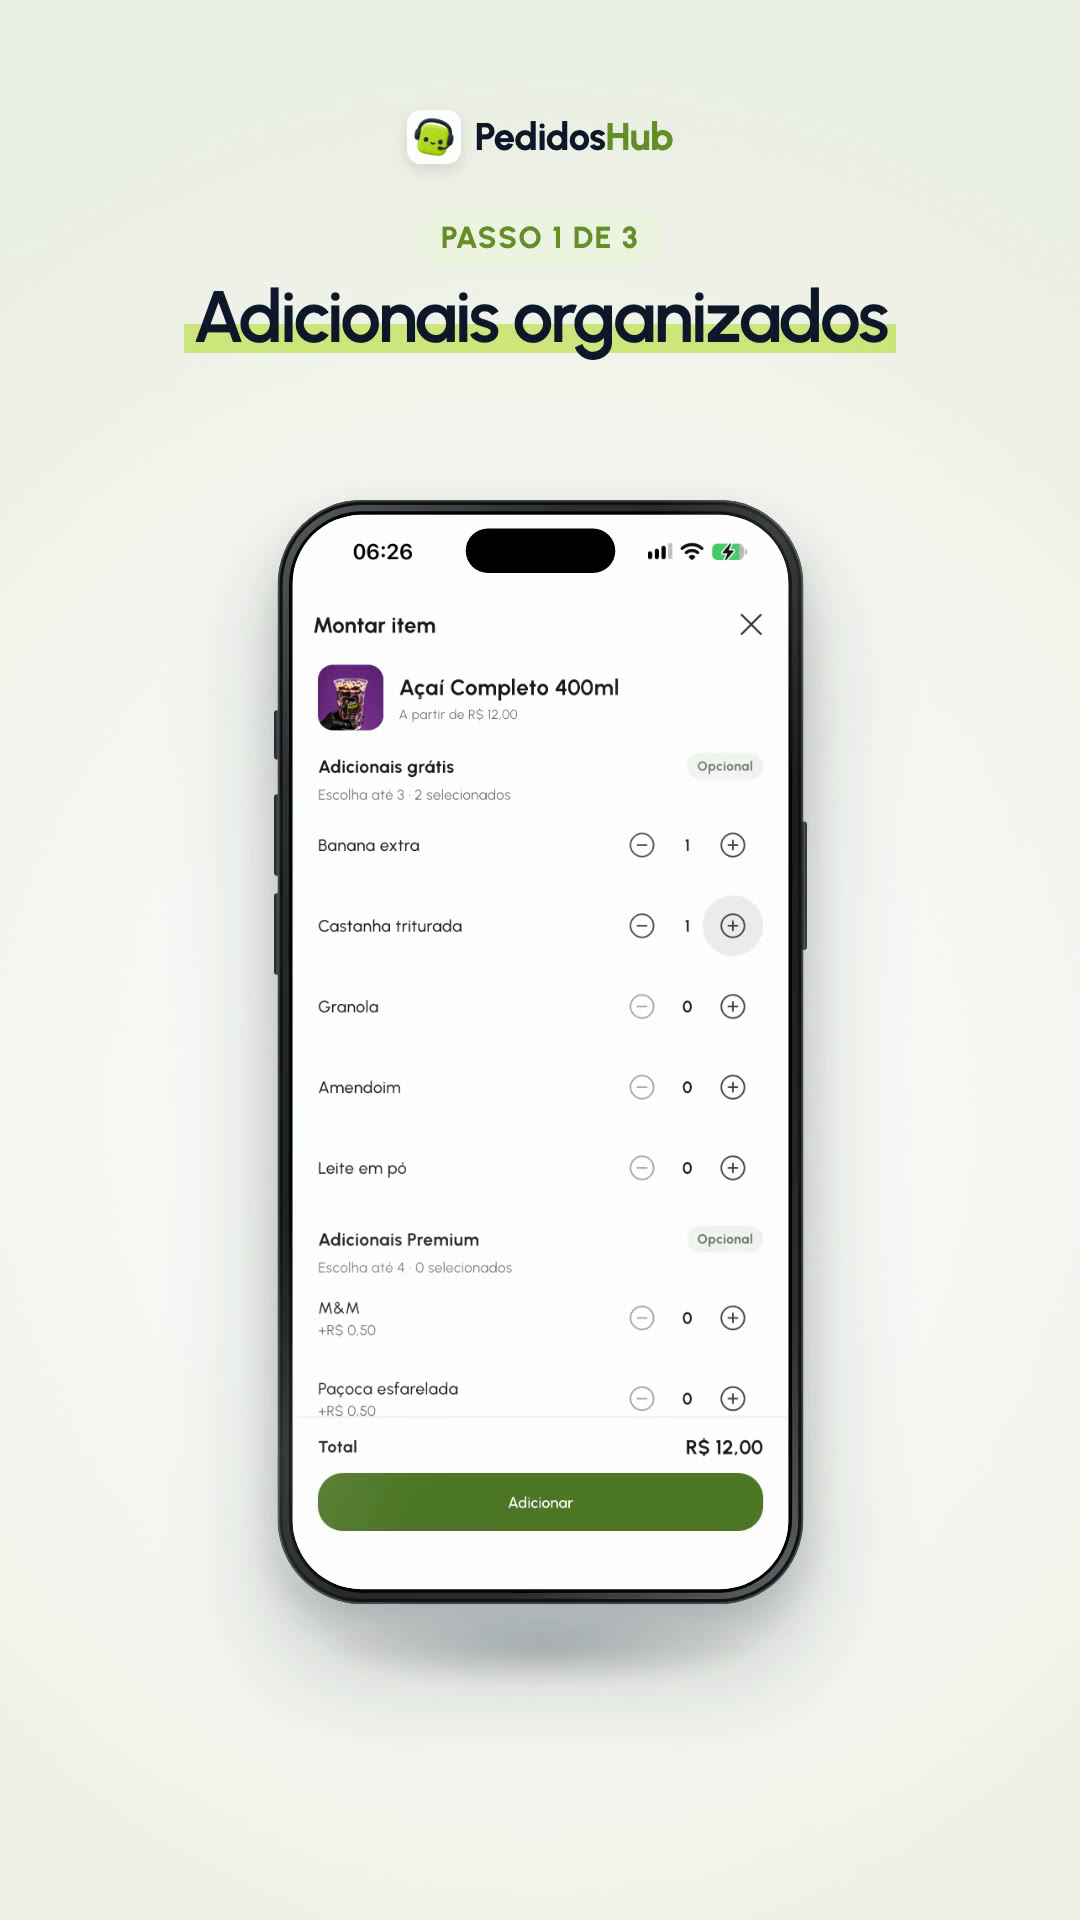 PedidosHub
PASSO 1 DE 3
Adicionais organizados
06:26
Montar item
Açaí Completo 400ml
A partir de R$ 12,00
Adicionais grátis
Opcional
Escolha até 3 · 2 selecionados
Banana extra
1
Castanha triturada
1
Granola
0
Amendoim
0
Leite em pó
0
Adicionais Premium
Opcional
Escolha até 4 · 0 selecionados
M&M
+R$ 0,50
0
Paçoca esfarelada
+R$ 0,50
0
Total
R$ 12,00
Adicionar